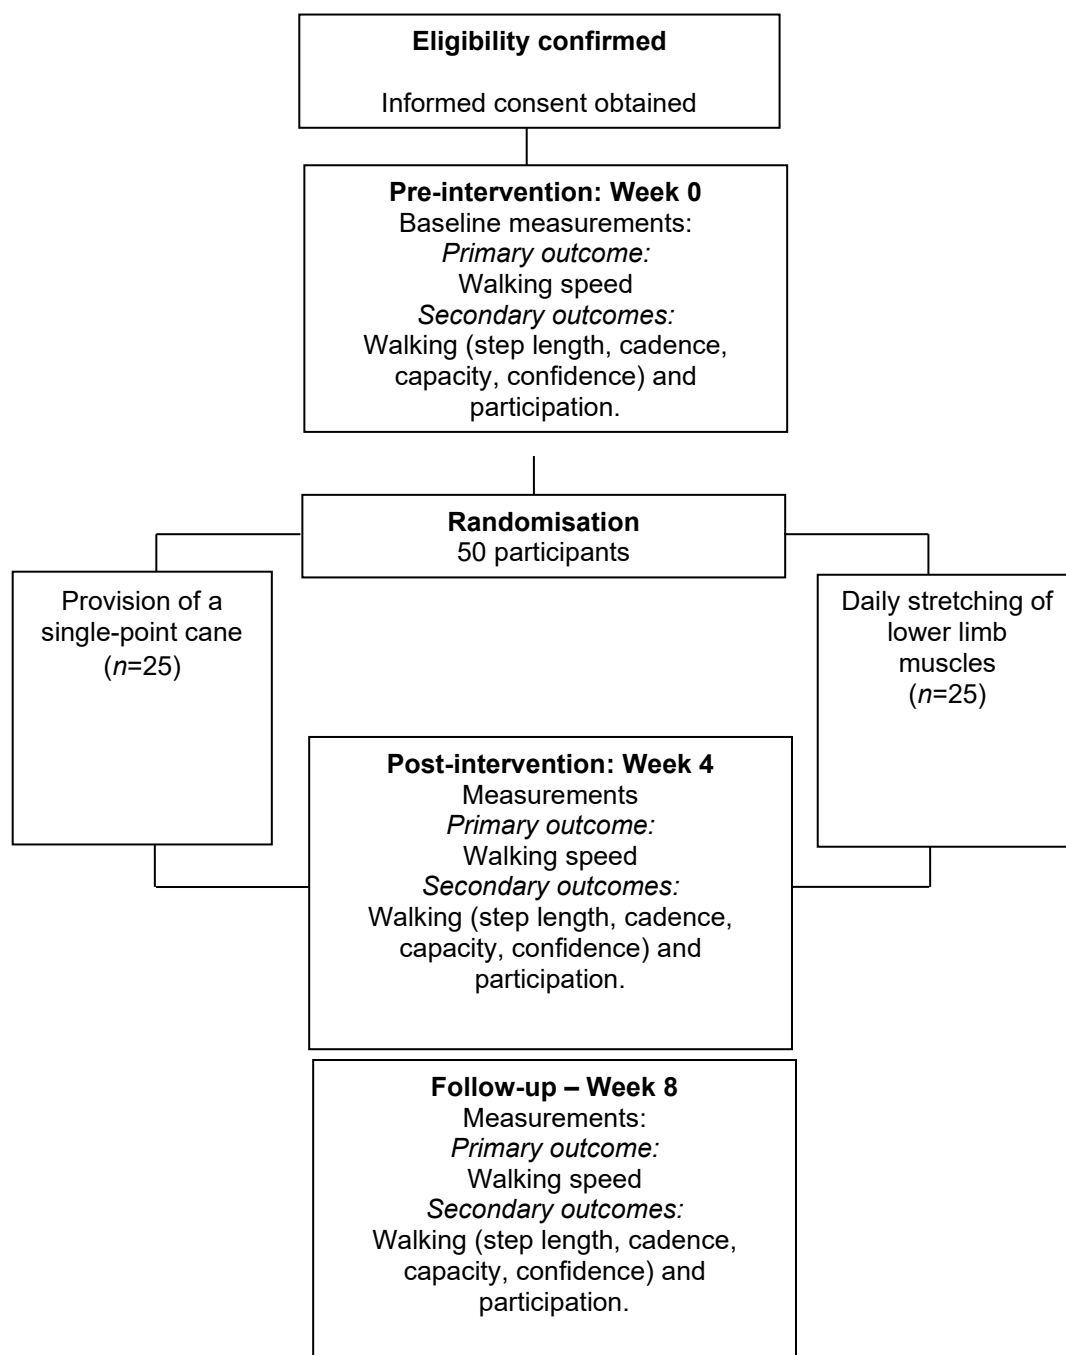 Eligibility confirmed
Informed consent obtained
Pre-intervention: Week 0
Baseline measurements:
Primary outcome:
Walking speed
Secondary outcomes:
Walking (step length, cadence,
capacity, confidence) and
participation.
Randomisation
50 participants
Provision of a
single-point cane
(n=25)
Daily stretching of
lower limb
muscles
(n=25)
Post-intervention: Week 4
Measurements
Primary outcome:
Walking speed
Secondary outcomes:
Walking (step length, cadence,
capacity, confidence) and
participation.
Follow-up – Week 8
Measurements:
Primary outcome:
Walking speed
Secondary outcomes:
Walking (step length, cadence,
capacity, confidence) and
participation.